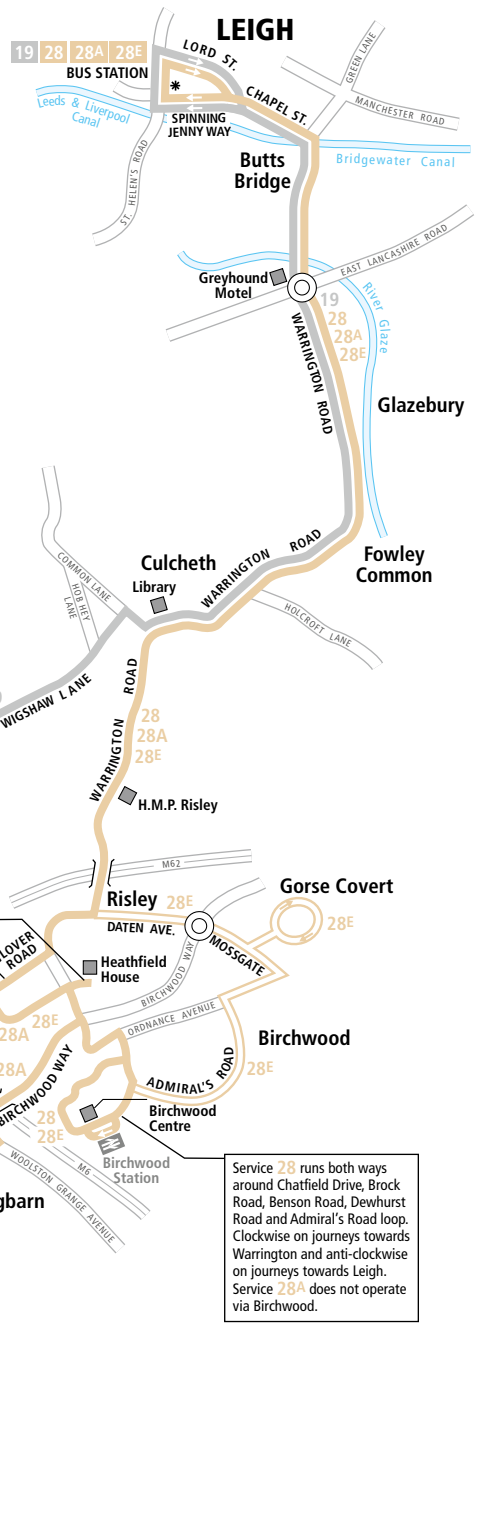 LEIGH
19 28 28A 28E
BUS STATION
LORD ST.
GREEN LANE
MANCHESTER ROAD
CHAPEL ST.
Leeds & Liverpool
Canal
SPINNING
JENNY WAY
ST. HELEN'S ROAD
Butts
Bridge
Bridgewater Canal
EAST LANCASHIRE ROAD
Greyhound
Motel
River Glaze
19
28
28A
28E
WARRINGTON ROAD
Glazebury
Fowley
Common
WARRINGTON ROAD
Culcheth
Library
COMMON LANE
HOB HEY
LANE
HOLCROFT LANE
WIGSHAW LANE
WARRINGTON ROAD
28
28A
28E
H.M.P. Risley
M62
Risley
28E
Gorse Covert
28E
DATEN AVE.
MOSSGATE
LOVER
ROAD
Heathfield
House
BIRCHWOOD WAY
ORDNANCE AVENUE
28E
28A
Birchwood
28A
BIRCHWOOD WAY
ADMIRAL'S ROAD
28E
28
28E
Birchwood
Centre
Birchwood
Station
M6
WOOLSTON GRANGE AVENUE
gbarn
Service 28 runs both ways
around Chatfield Drive, Brock
Road, Benson Road, Dewhurst
Road and Admiral's Road loop.
Clockwise on journeys towards
Warrington and anti-clockwise
on journeys towards Leigh.
Service 28A does not operate
via Birchwood.